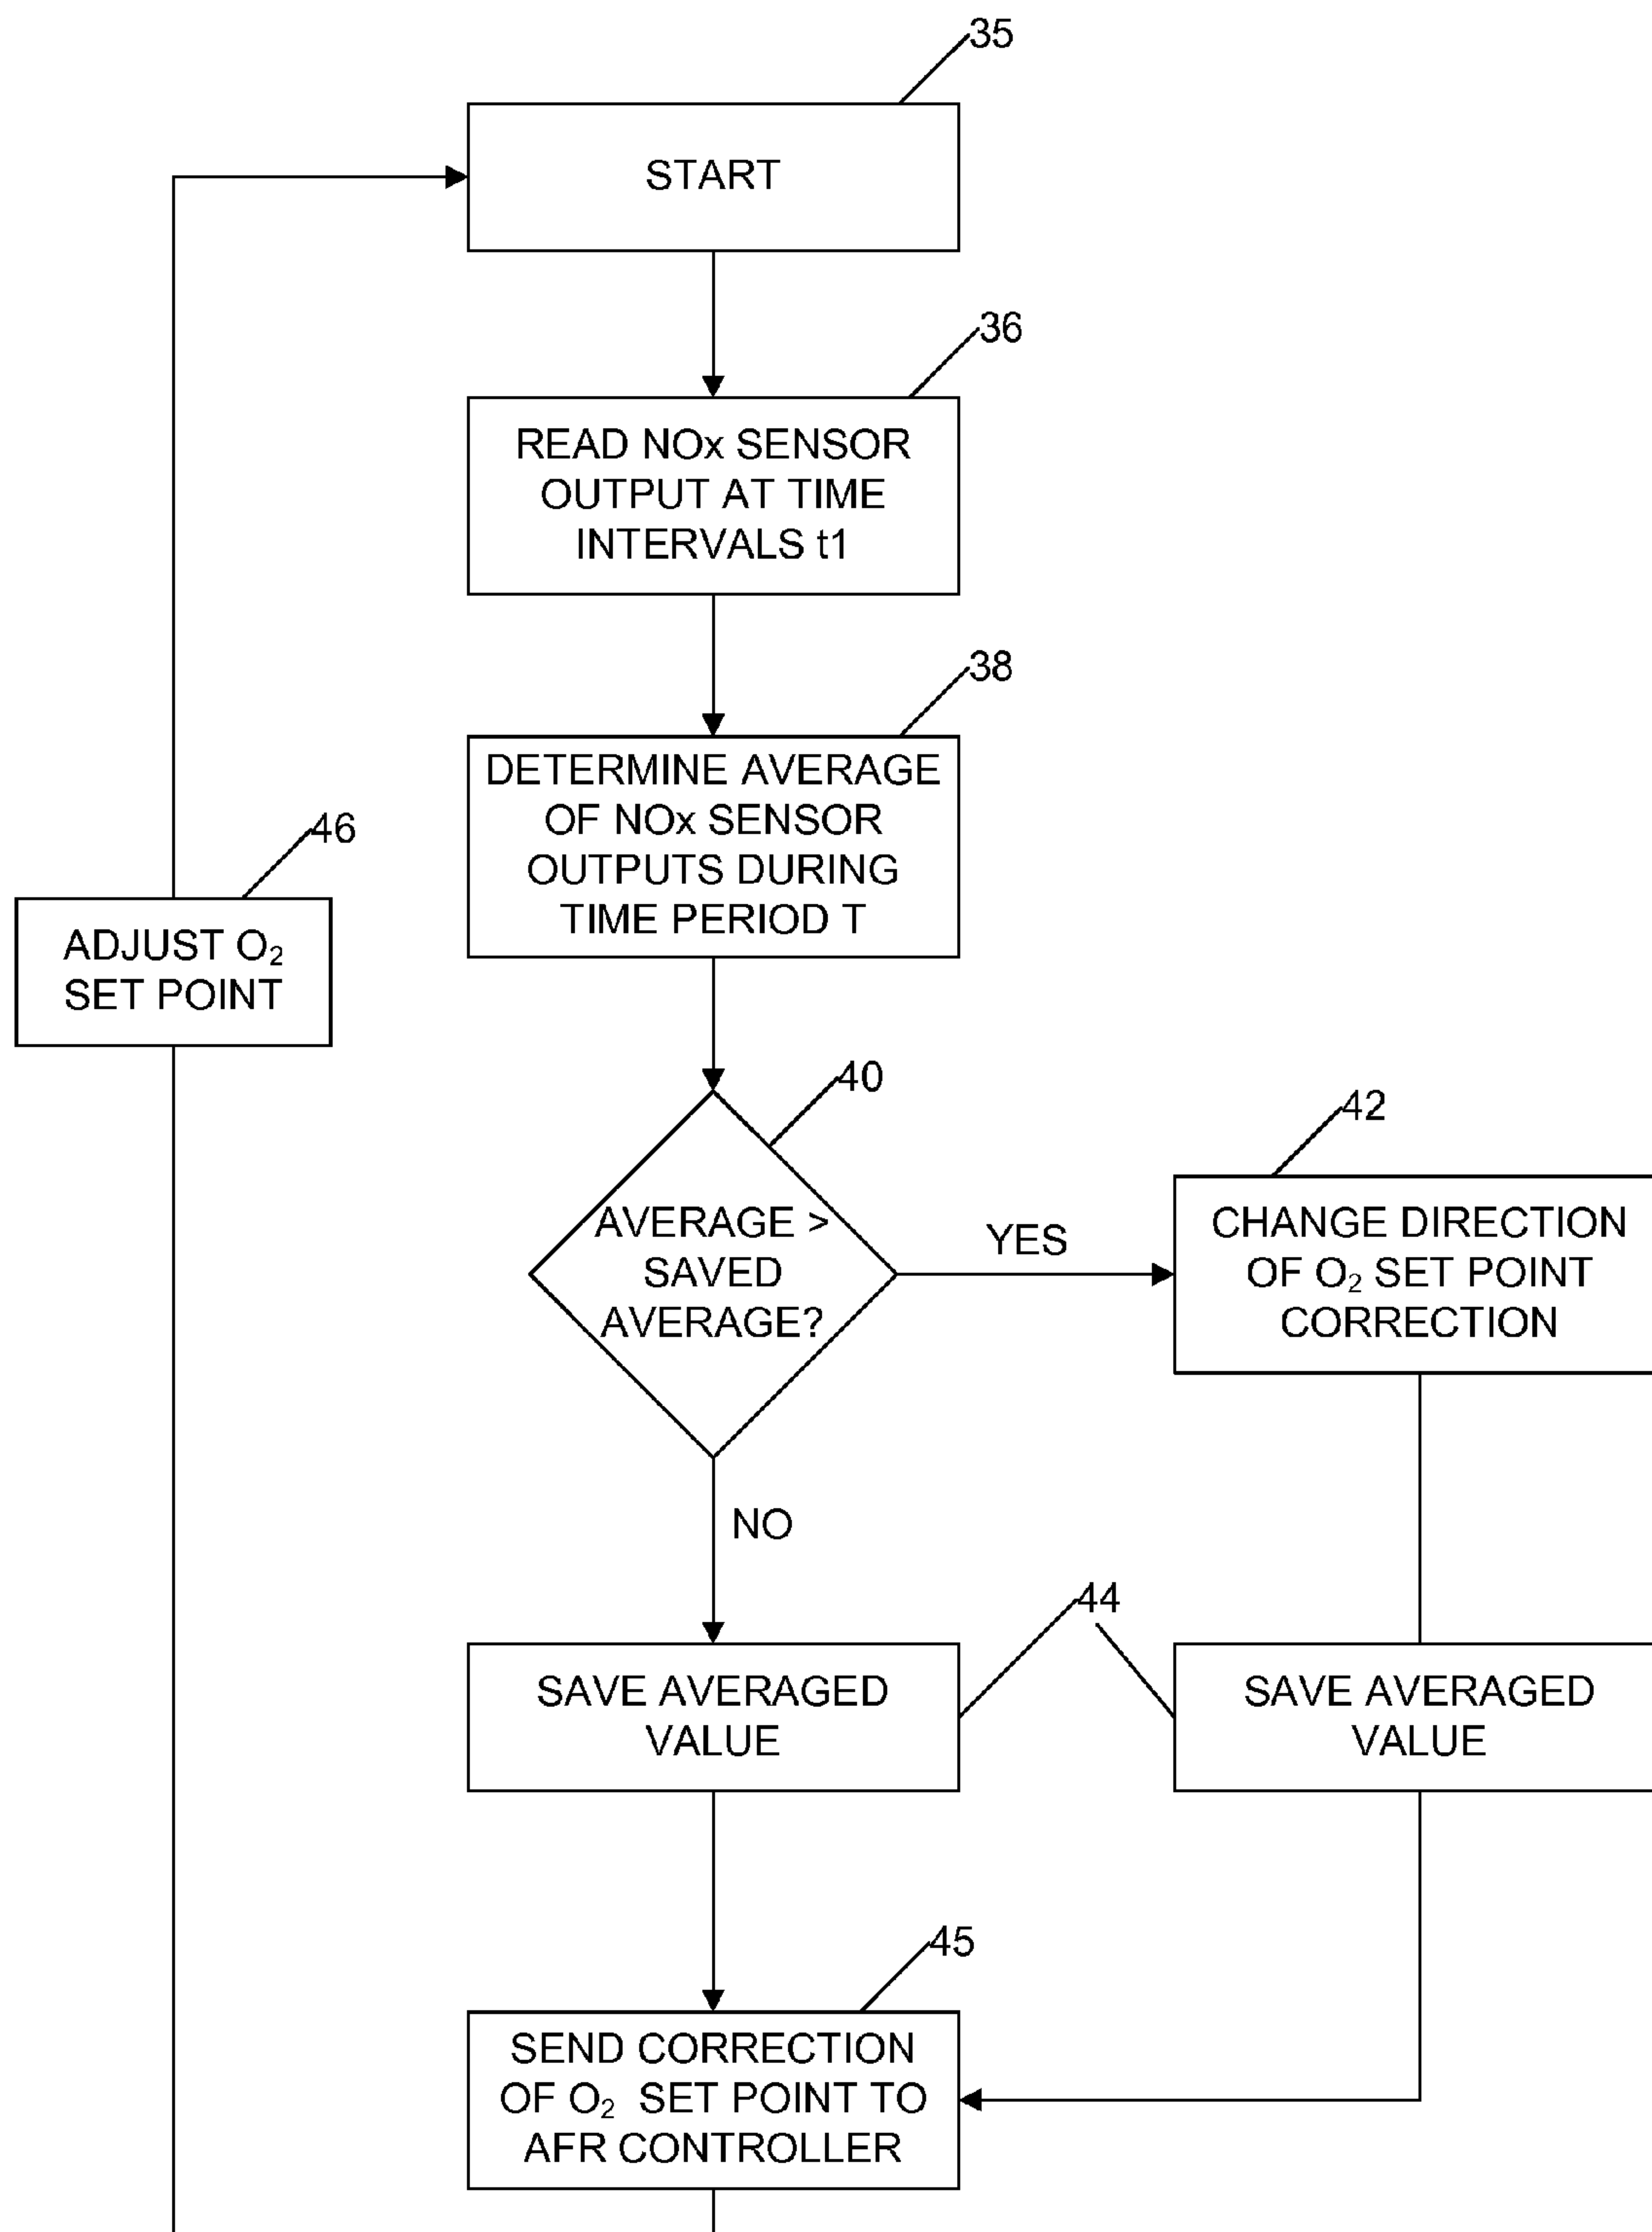 35
START
36
READ NOx SENSOR
OUTPUT AT TIME
INTERVALS t1
38
DETERMINE AVERAGE
OF NOx SENSOR
OUTPUTS DURING
TIME PERIOD T
46
ADJUST O₂
SET POINT
40
AVERAGE >
SAVED
AVERAGE?
YES
42
CHANGE DIRECTION
OF O₂ SET POINT
CORRECTION
NO
44
SAVE AVERAGED
VALUE
SAVE AVERAGED
VALUE
45
SEND CORRECTION
OF O₂ SET POINT TO
AFR CONTROLLER